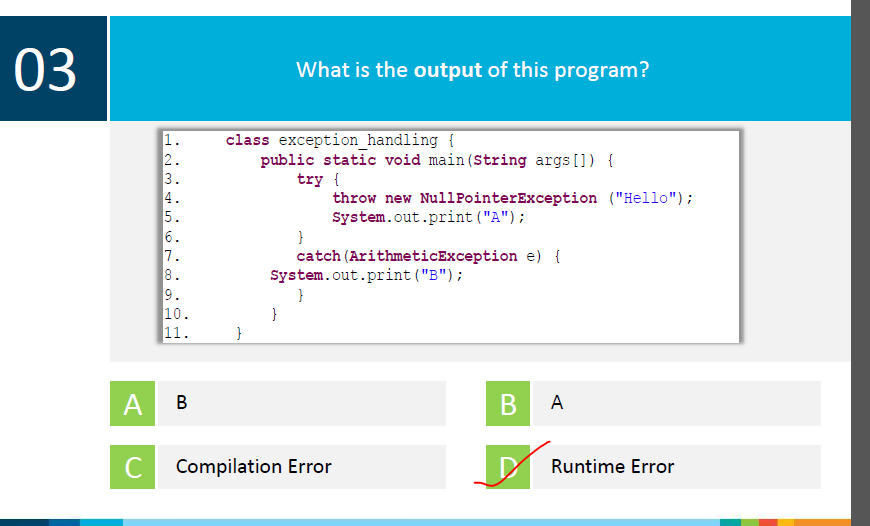 03
What is the output of this program?
1. class exception_handling {
2. public static void main(String args[]) {
3. try {
4. throw new NullPointerException ("Hello");
5. System.out.print("A");
6. }
7. catch(ArithmeticException e) {
8. System.out.print("B");
9. }
10. }
11. }
A B
B A
C Compilation Error
D Runtime Error